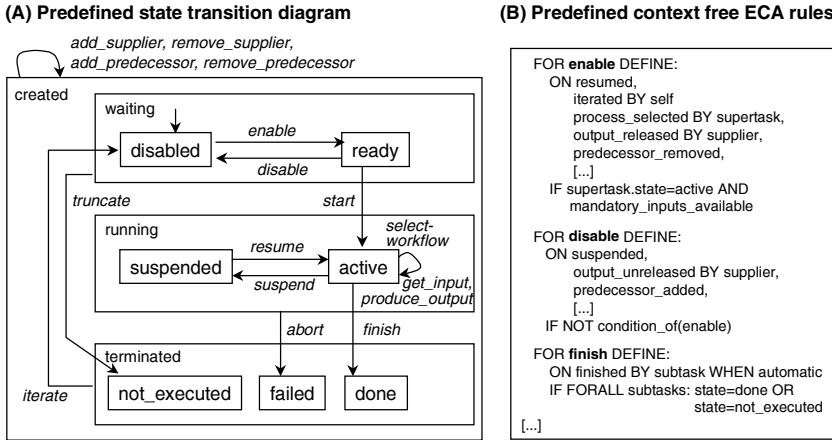 (A) Predefined state transition diagram
add_supplier, remove_supplier,
add_predecessor, remove_predecessor
created
waiting
disabled
enable
ready
disable
truncate
start
running
select-
workflow
suspended
resume
active
suspend
get_input,
produce_output
abort
finish
terminated
iterate
not_executed
failed
done
(B) Predefined context free ECA rules
FOR enable DEFINE:
ON resumed,
iterated BY self
process_selected BY supertask,
output_released BY supplier,
predecessor_removed,
[...]
IF supertask.state=active AND
mandatory_inputs_available
FOR disable DEFINE:
ON suspended,
output_unreleased BY supplier,
predecessor_added,
[...]
IF NOT condition_of(enable)
FOR finish DEFINE:
ON finished BY subtask WHEN automatic
IF FORALL subtasks: state=done OR
state=not_executed
[...]